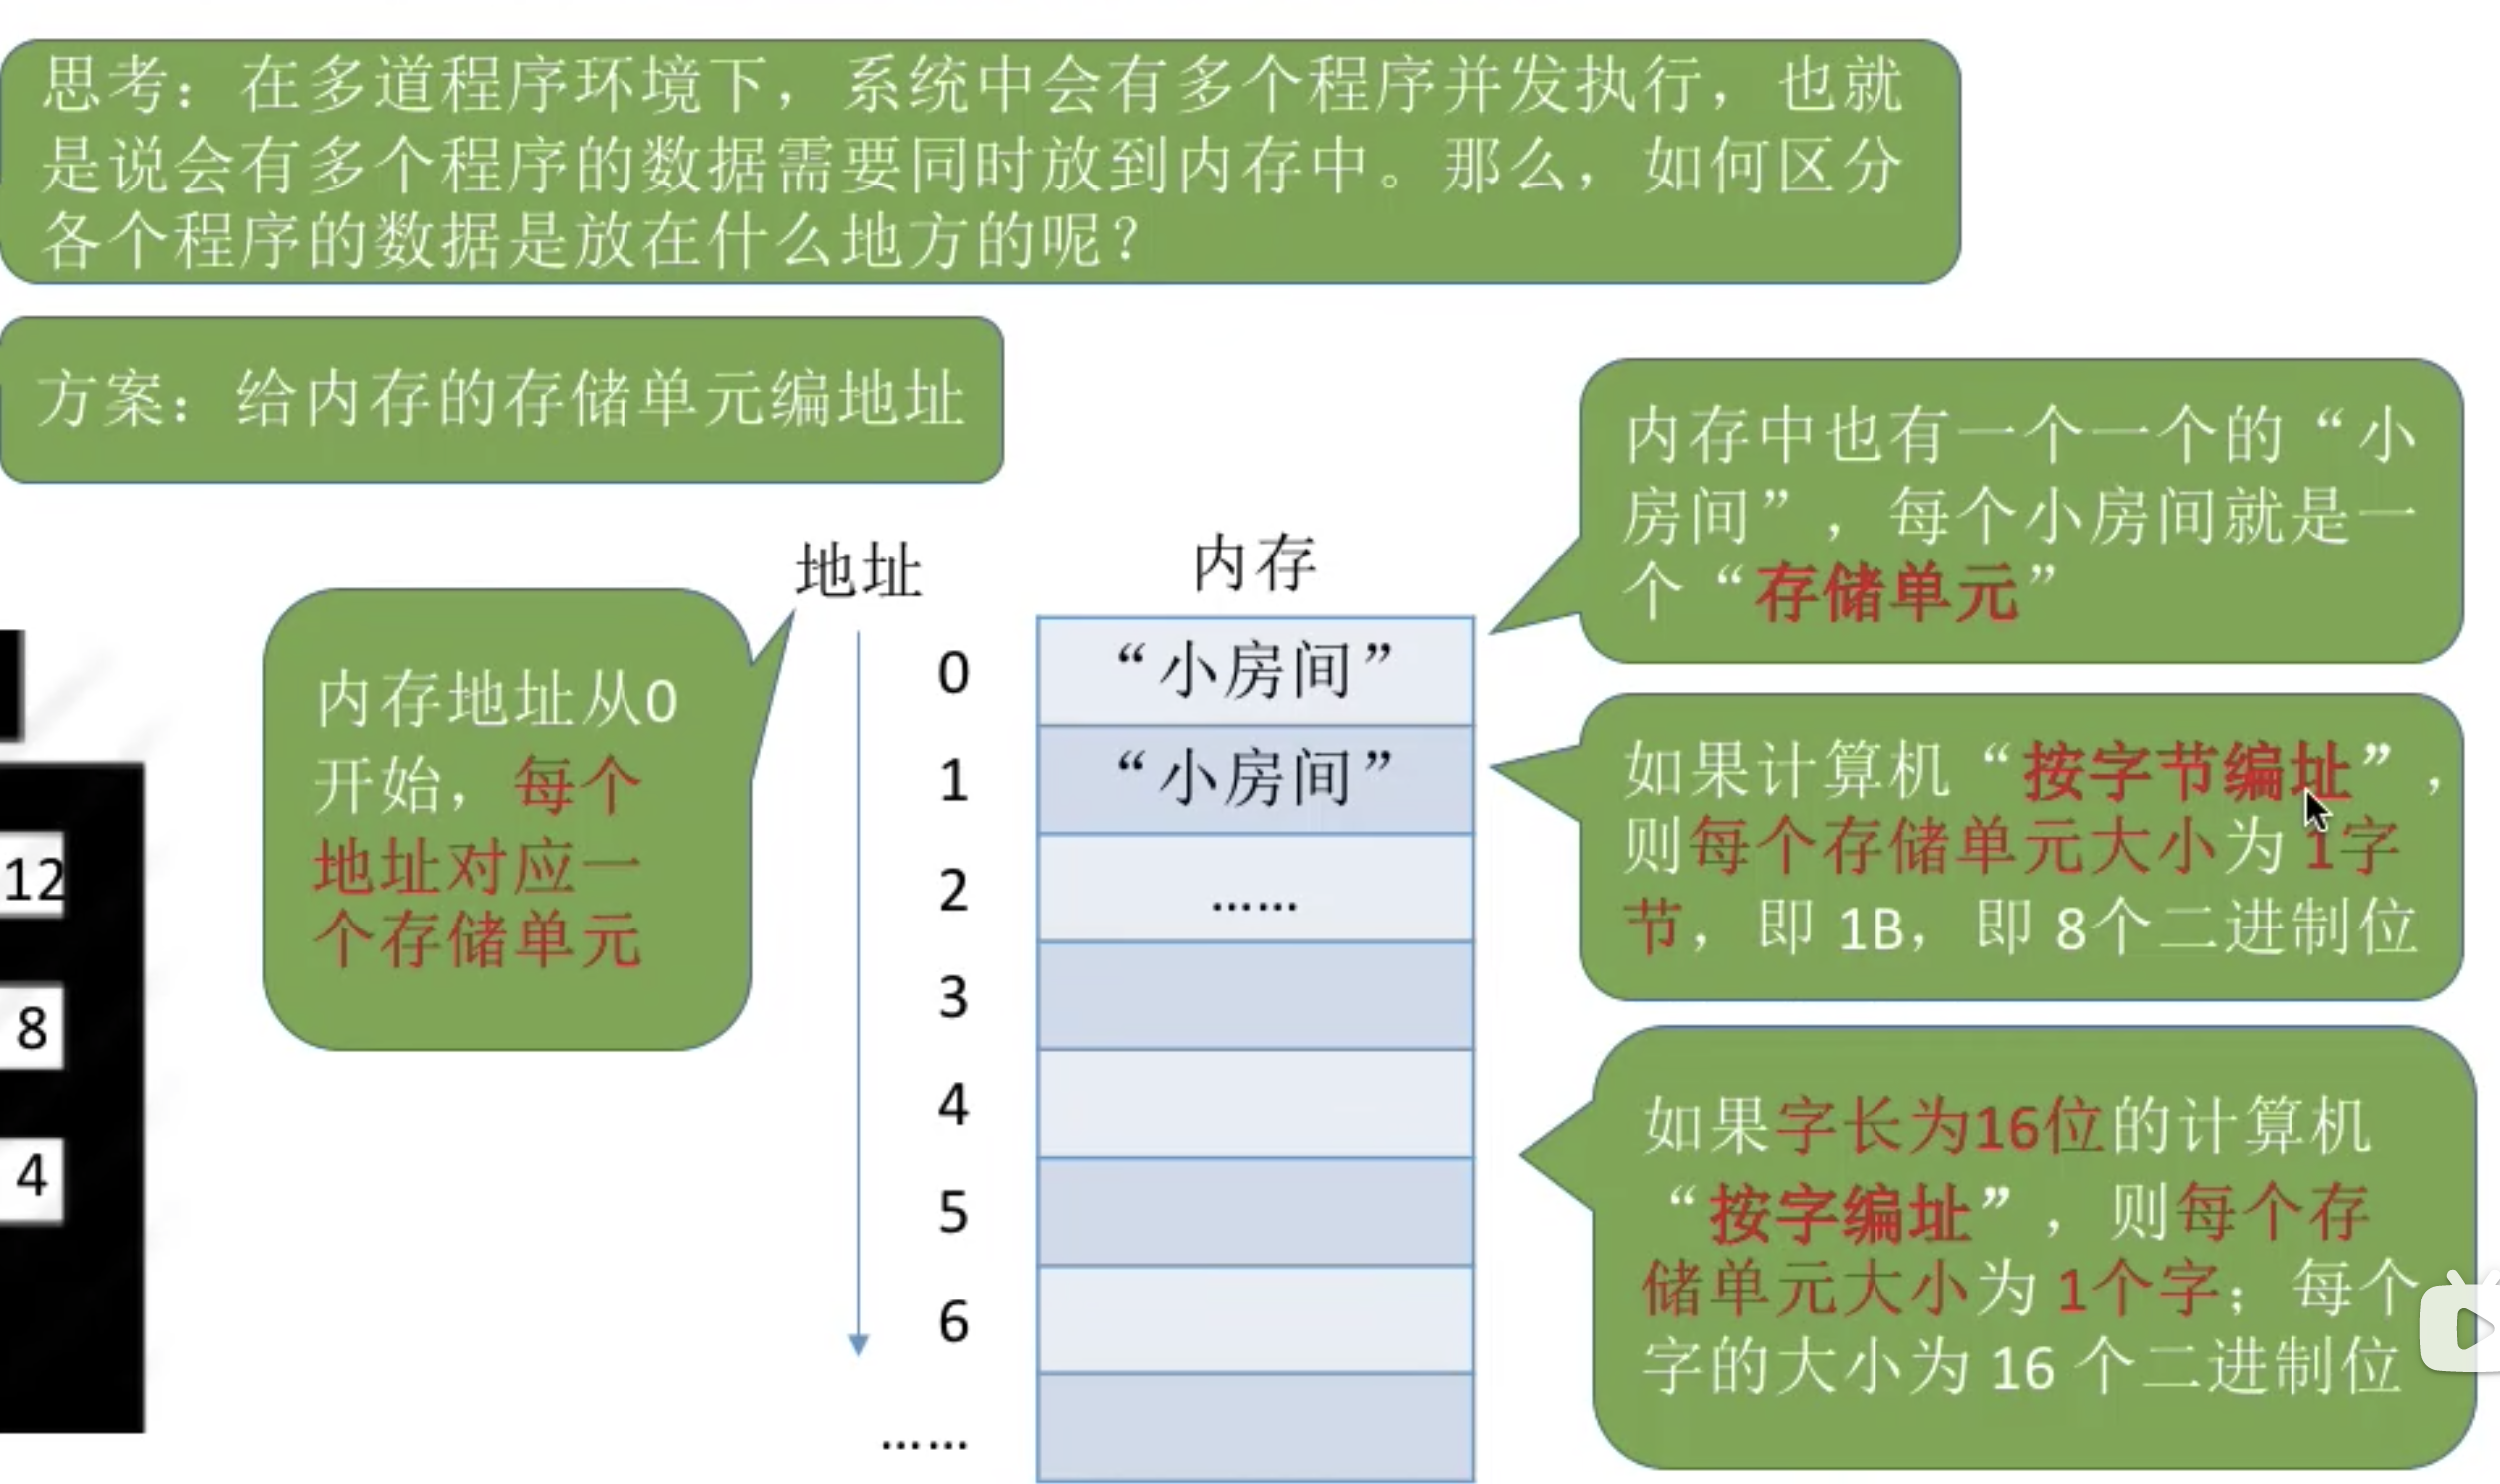 思考：在多道程序环境下，系统中会有多个程序并发执行，也就
是说会有多个程序的数据需要同时放到内存中。那么，如何区分
各个程序的数据是放在什么地方的呢？
方案：给内存的存储单元编地址
内存中也有一个一个的“小
房间”，每个小房间就是一
个“存储单元”
地址
内存
内存地址从0
开始，每个
地址对应一
个存储单元
0
“小房间”
1
“小房间”
2
……
3
4
5
6
……
如果计算机“按字节编址”，
则每个存储单元大小为 1字
节，即 1B，即 8个二进制位
如果字长为16位的计算机
“按字编址”，则每个存
储单元大小为 1个字；每个
字的大小为 16 个二进制位
12
8
4